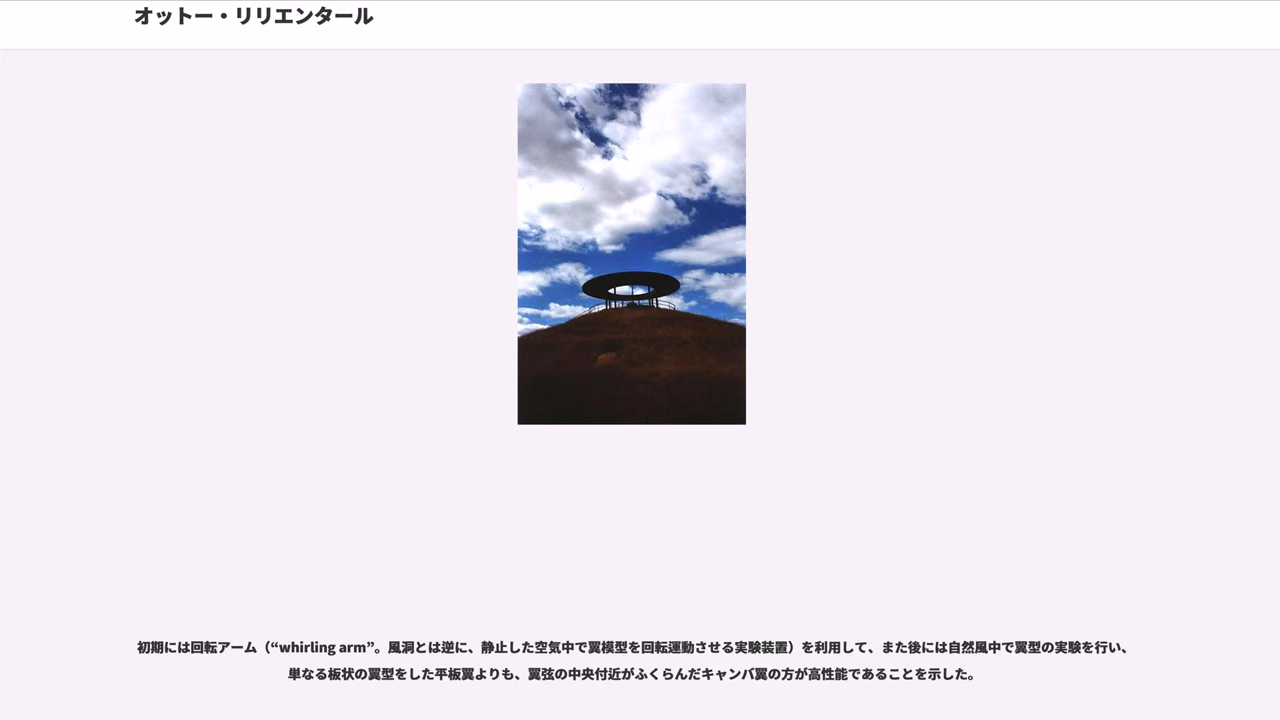 オットー・リリエンタール
初期には回転アーム（“whirling arm”。風洞とは逆に、静止した空気中で翼模型を回転運動させる実験装置）を利用して、また後には自然風中で翼型の実験を行い、
単なる板状の翼型をした平板翼よりも、翼弦の中央付近がふくらんだキャンバ翼の方が高性能であることを示した。